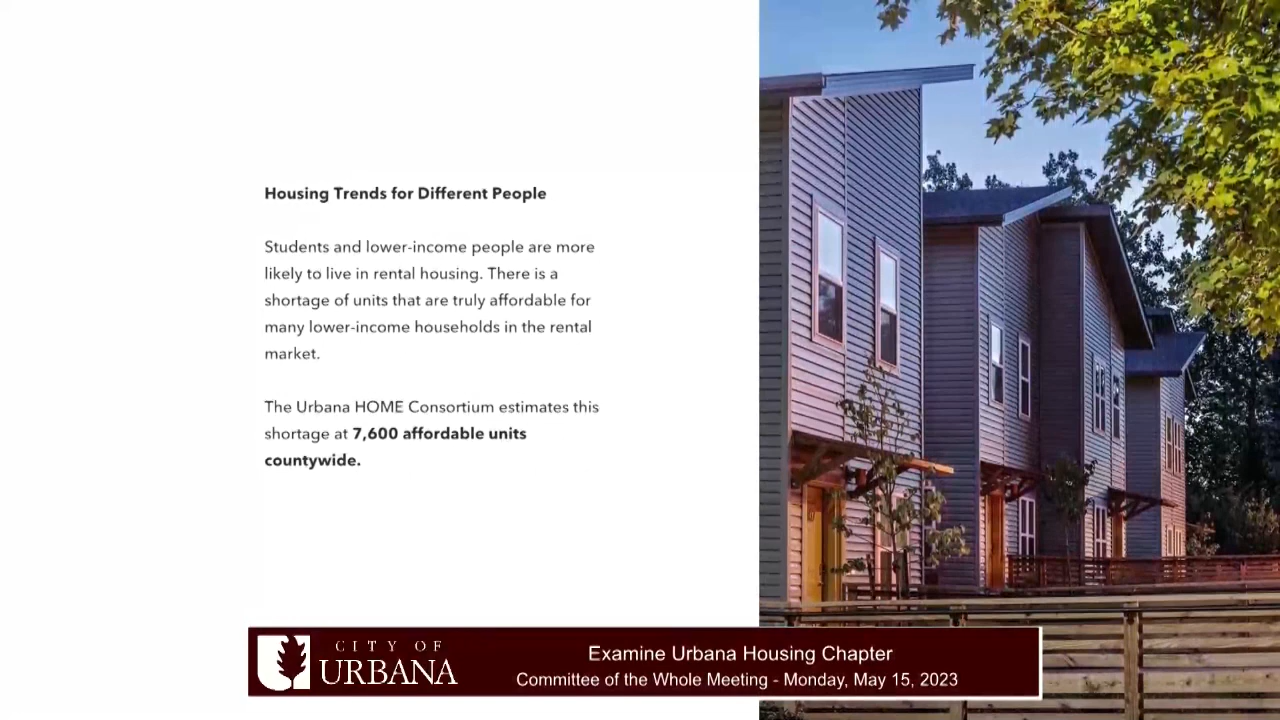 Housing Trends for Different People
Students and lower-income people are more
likely to live in rental housing. There is a
shortage of units that are truly affordable for
many lower-income households in the rental
market.
The Urbana HOME Consortium estimates this
shortage at 7,600 affordable units
countywide.
CITY OF
URBANA
Examine Urbana Housing Chapter
Committee of the Whole Meeting - Monday, May 15, 2023